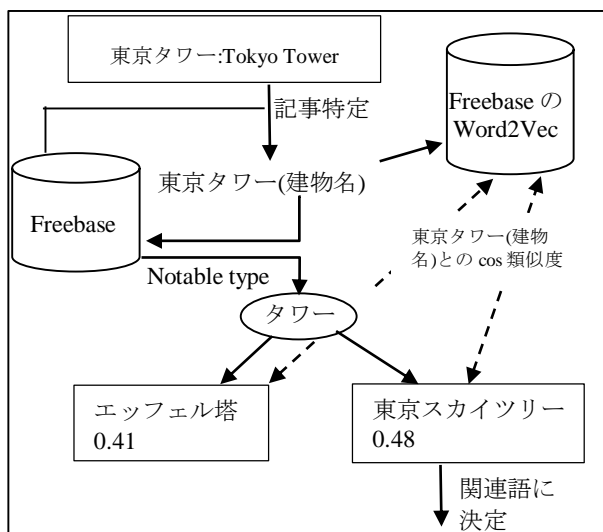 東京タワー:Tokyo Tower
Freebase の
Word2Vec
記事特定
東京タワー(建物名)
Freebase
東京タワー(建物
名)との cos 類似度
Notable type
タワー
エッフェル塔
0.41
東京スカイツリー
0.48
関連語に
決定